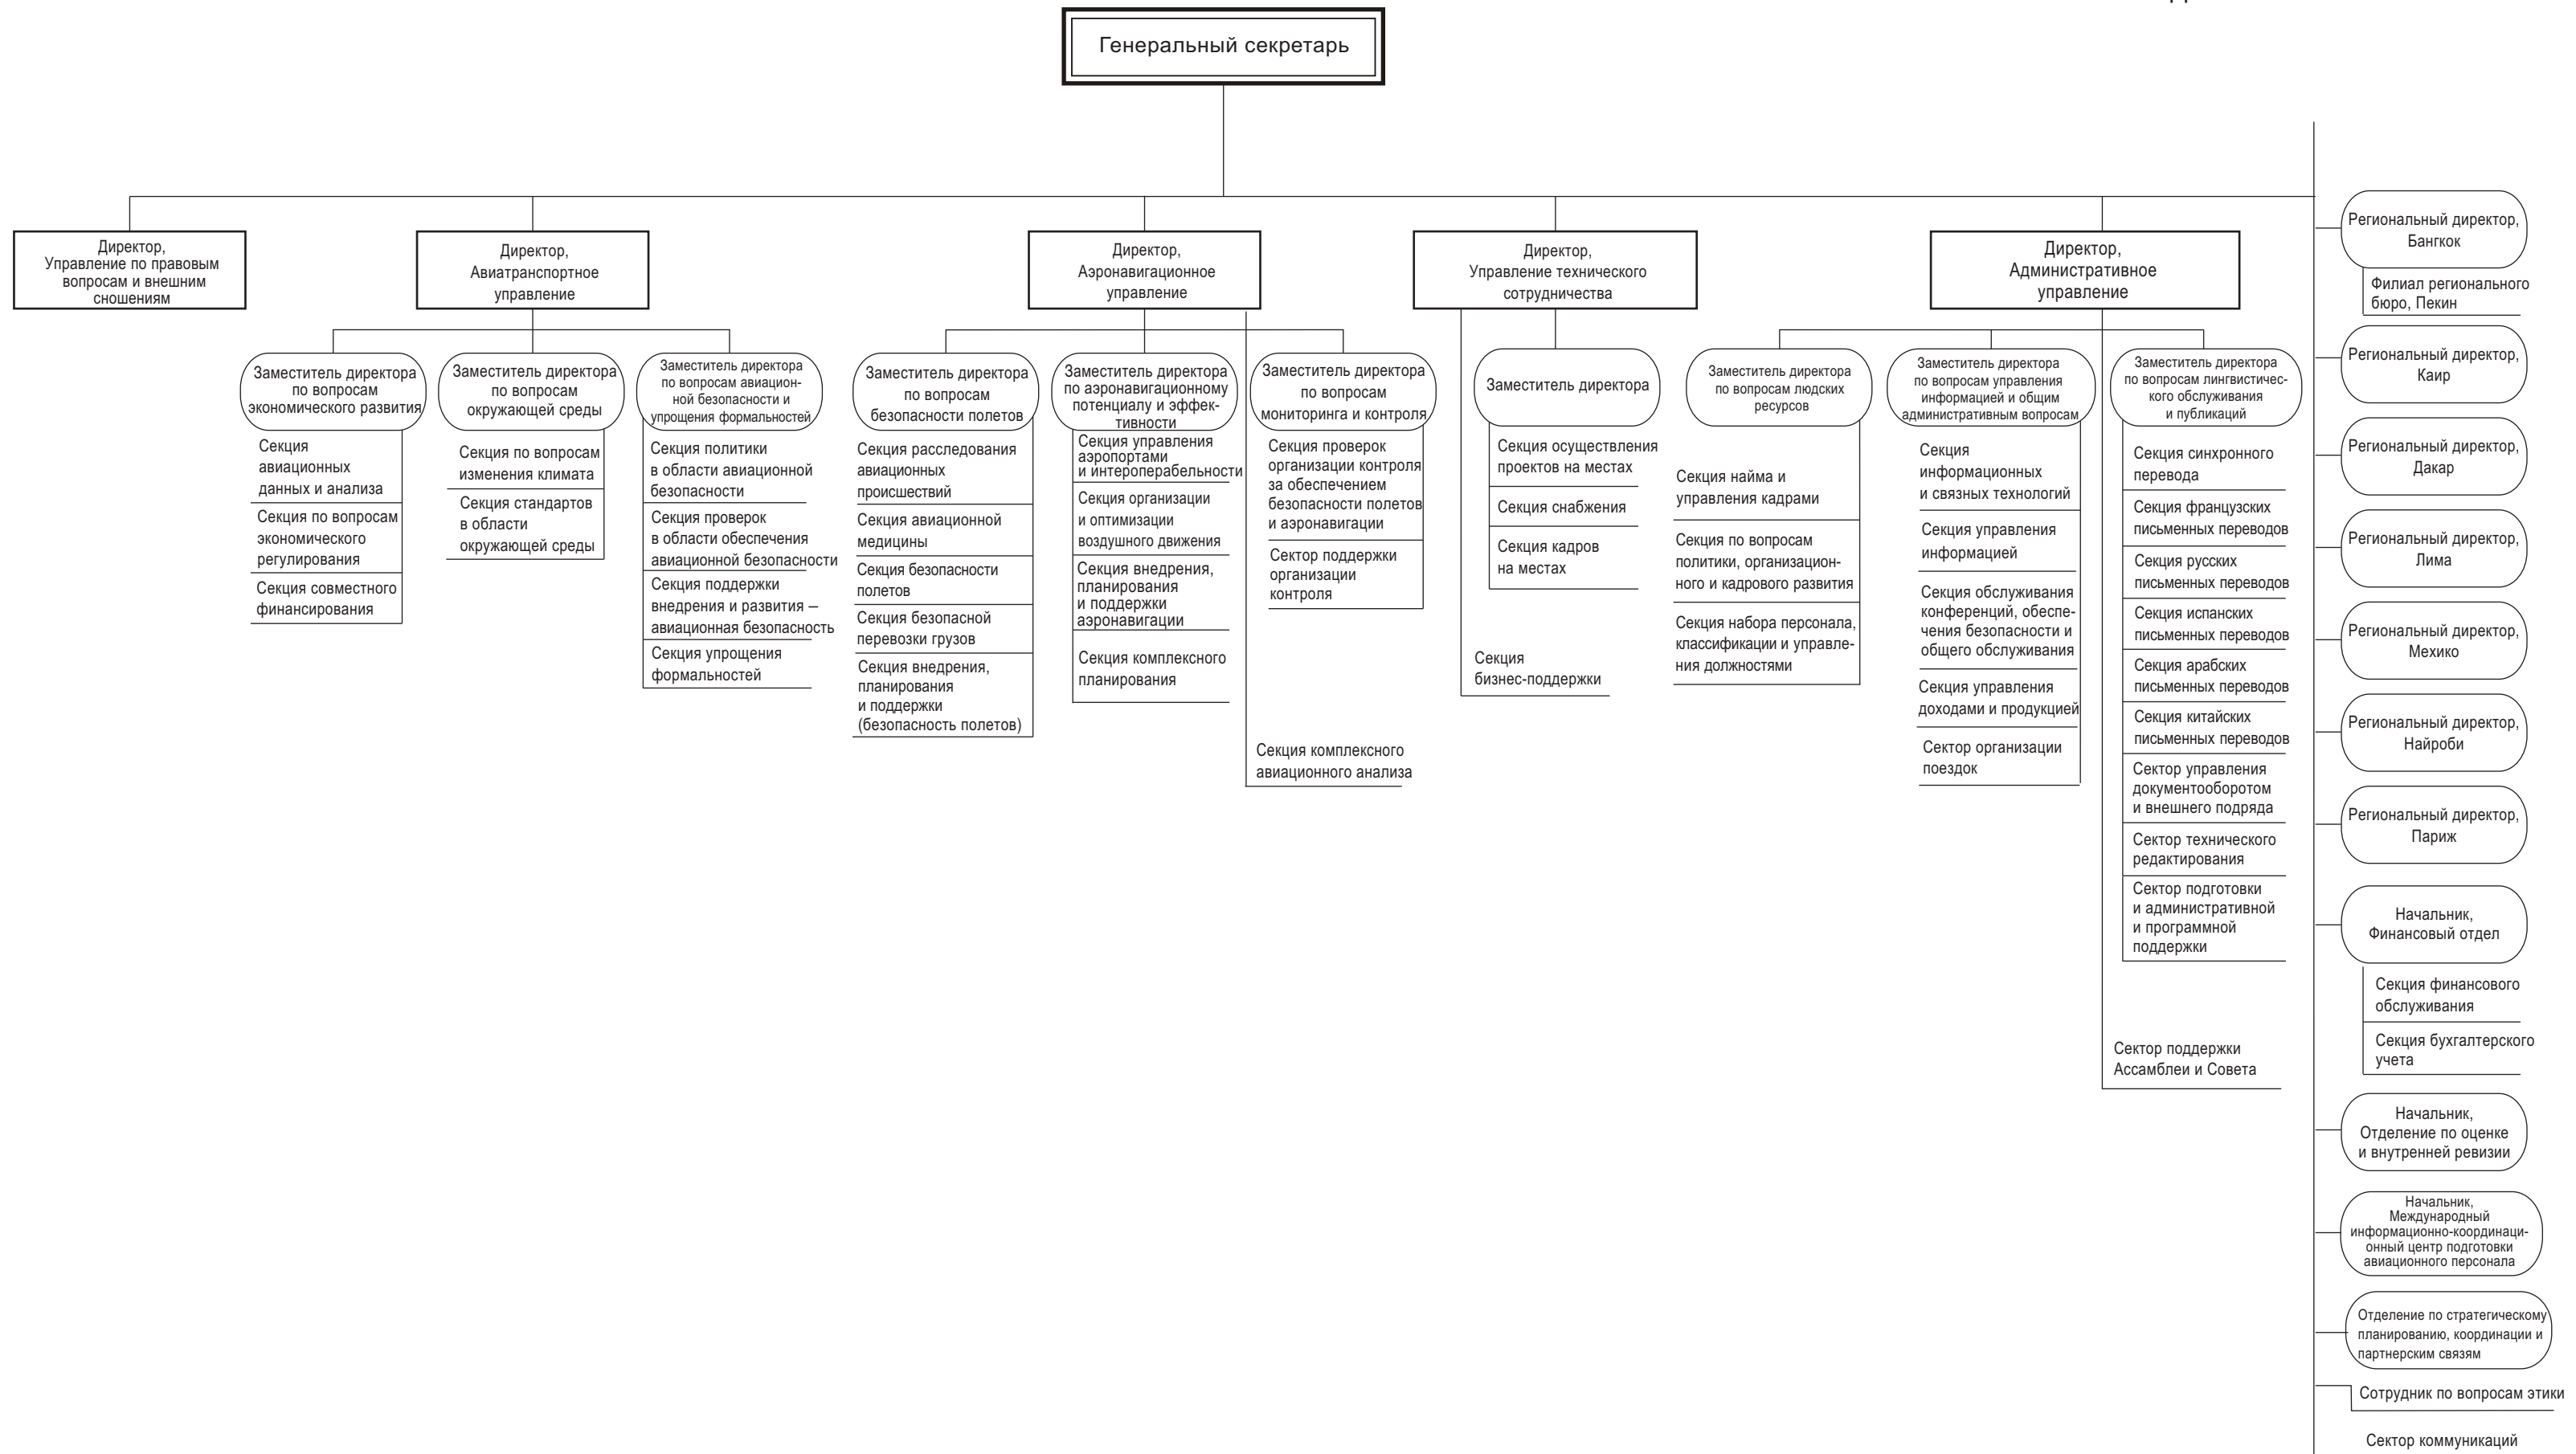 Генеральный секретарь
Директор,
Управление по правовым
вопросам и внешним
сношениям
Директор,
Авиатранспортное
управление
Директор,
Аэронавигационное
управление
Директор,
Управление технического
сотрудничества
Директор,
Административное
управление
Заместитель директора
по вопросам
экономического развития
Секция
авиационных
данных и анализа
Секция по вопросам
экономического
регулирования
Секция совместного
финансирования
Заместитель директора
по вопросам
окружающей среды
Секция по вопросам
изменения климата
Секция стандартов
в области
окружающей среды
Заместитель директора
по вопросам авиацион-
ной безопасности и
упрощения формальностей
Секция политики
в области авиационной
безопасности
Секция проверок
в области обеспечения
авиационной безопасности
Секция поддержки
внедрения и развития –
авиационная безопасность
Секция упрощения
формальностей
Заместитель директора
по вопросам
безопасности полетов
Секция расследования
авиационных
происшествий
Секция авиационной
медицины
Секция безопасности
полетов
Секция безопасной
перевозки грузов
Секция внедрения,
планирования
и поддержки
(безопасность полетов)
Заместитель директора
по аэронавигационному
потенциалу и эффек-
тивности
Секция управления
аэропортами
и интероперабельности
Секция организации
и оптимизации
воздушного движения
Секция внедрения,
планирования
и поддержки
аэронавигации
Секция комплексного
планирования
Заместитель директора
по вопросам
мониторинга и контроля
Секция проверок
организации контроля
за обеспечением
безопасности полетов
и аэронавигации
Сектор поддержки
организации
контроля
Секция комплексного
авиационного анализа
Заместитель директора
Секция осуществления
проектов на местах
Секция снабжения
Секция кадров
на местах
Секция
бизнес-поддержки
Заместитель директора
по вопросам людских
ресурсов
Секция найма и
управления кадрами
Секция по вопросам
политики, организацион-
ного и кадрового развития
Секция набора персонала,
классификации и управле-
ния должностями
Заместитель директора
по вопросам управления
информацией и общим
административным вопросам
Секция
информационных
и связных технологий
Секция управления
информацией
Секция обслуживания
конференций, обеспе-
чения безопасности и
общего обслуживания
Секция управления
доходами и продукцией
Сектор организации
поездок
Заместитель директора
по вопросам лингвистичес-
кого обслуживания
и публикаций
Секция синхронного
перевода
Секция французских
письменных переводов
Секция русских
письменных переводов
Секция испанских
письменных переводов
Секция арабских
письменных переводов
Секция китайских
письменных переводов
Сектор управления
документооборотом
и внешнего подряда
Сектор технического
редактирования
Сектор подготовки
и административной
и программной
поддержки
Сектор поддержки
Ассамблеи и Совета
Региональный директор,
Бангкок
Филиал регионального
бюро, Пекин
Региональный директор,
Каир
Региональный директор,
Дакар
Региональный директор,
Лима
Региональный директор,
Мехико
Региональный директор,
Найроби
Региональный директор,
Париж
Начальник,
Финансовый отдел
Секция финансового
обслуживания
Секция бухгалтерского
учета
Начальник,
Отделение по оценке
и внутренней ревизии
Начальник,
Международный
информационно-координаци-
онный центр подготовки
авиационного персонала
Отделение по стратегическому
планированию, координации и
партнерским связям
Сотрудник по вопросам этики
Сектор коммуникаций